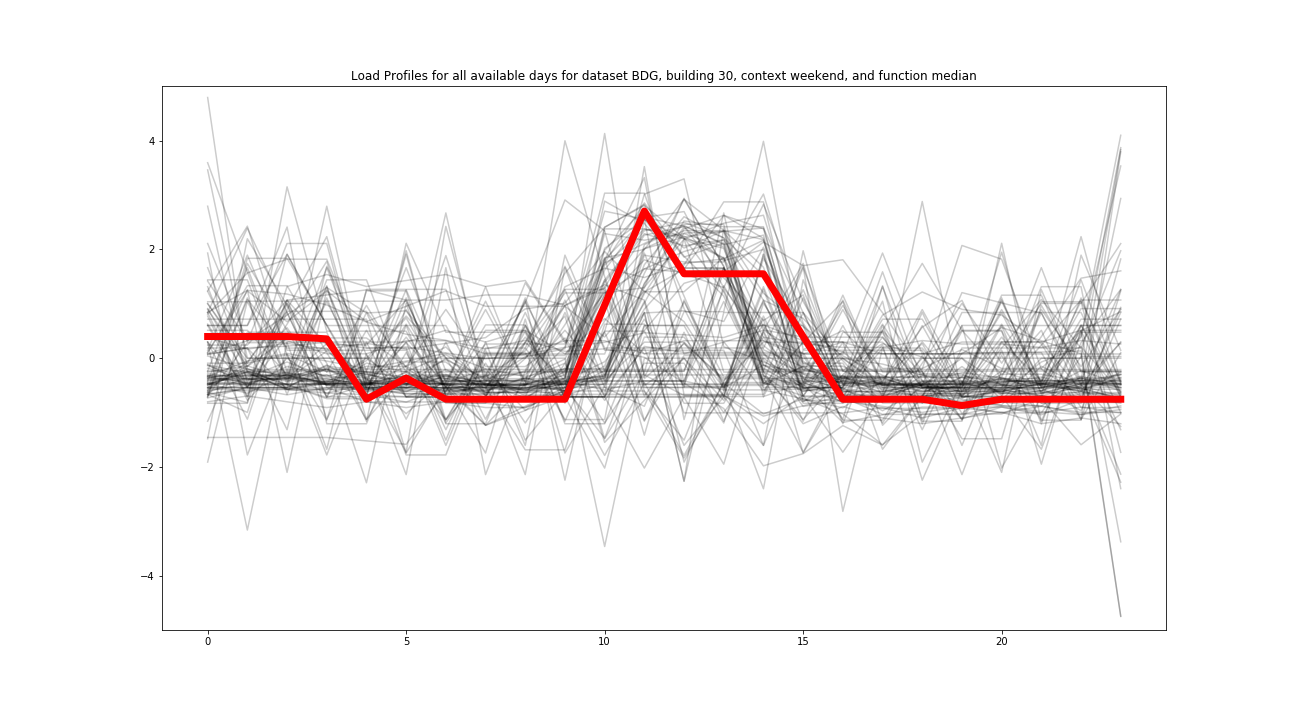 Load Profiles for all available days for dataset BDG, building 30, context weekend, and function median
4
2
0
−2
−4
0 5 10 15 20